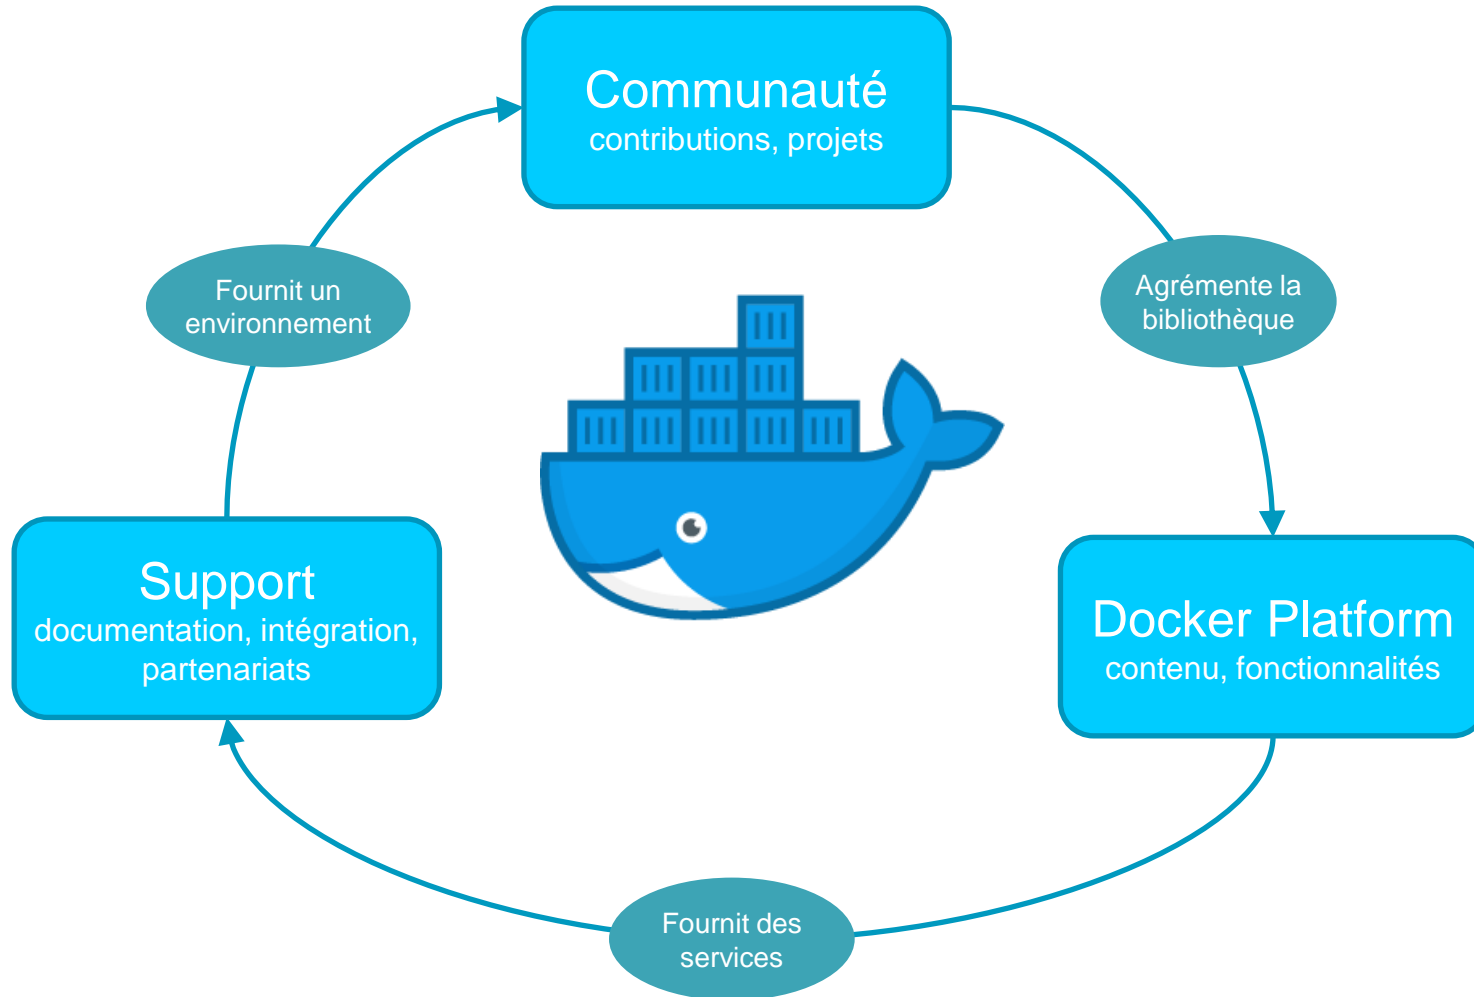 Communauté
contributions, projets
Fournit un
environnement
Agrémente la
bibliothèque
Support
documentation, intégration,
partenariats
Docker Platform
contenu, fonctionnalités
Fournit des
services